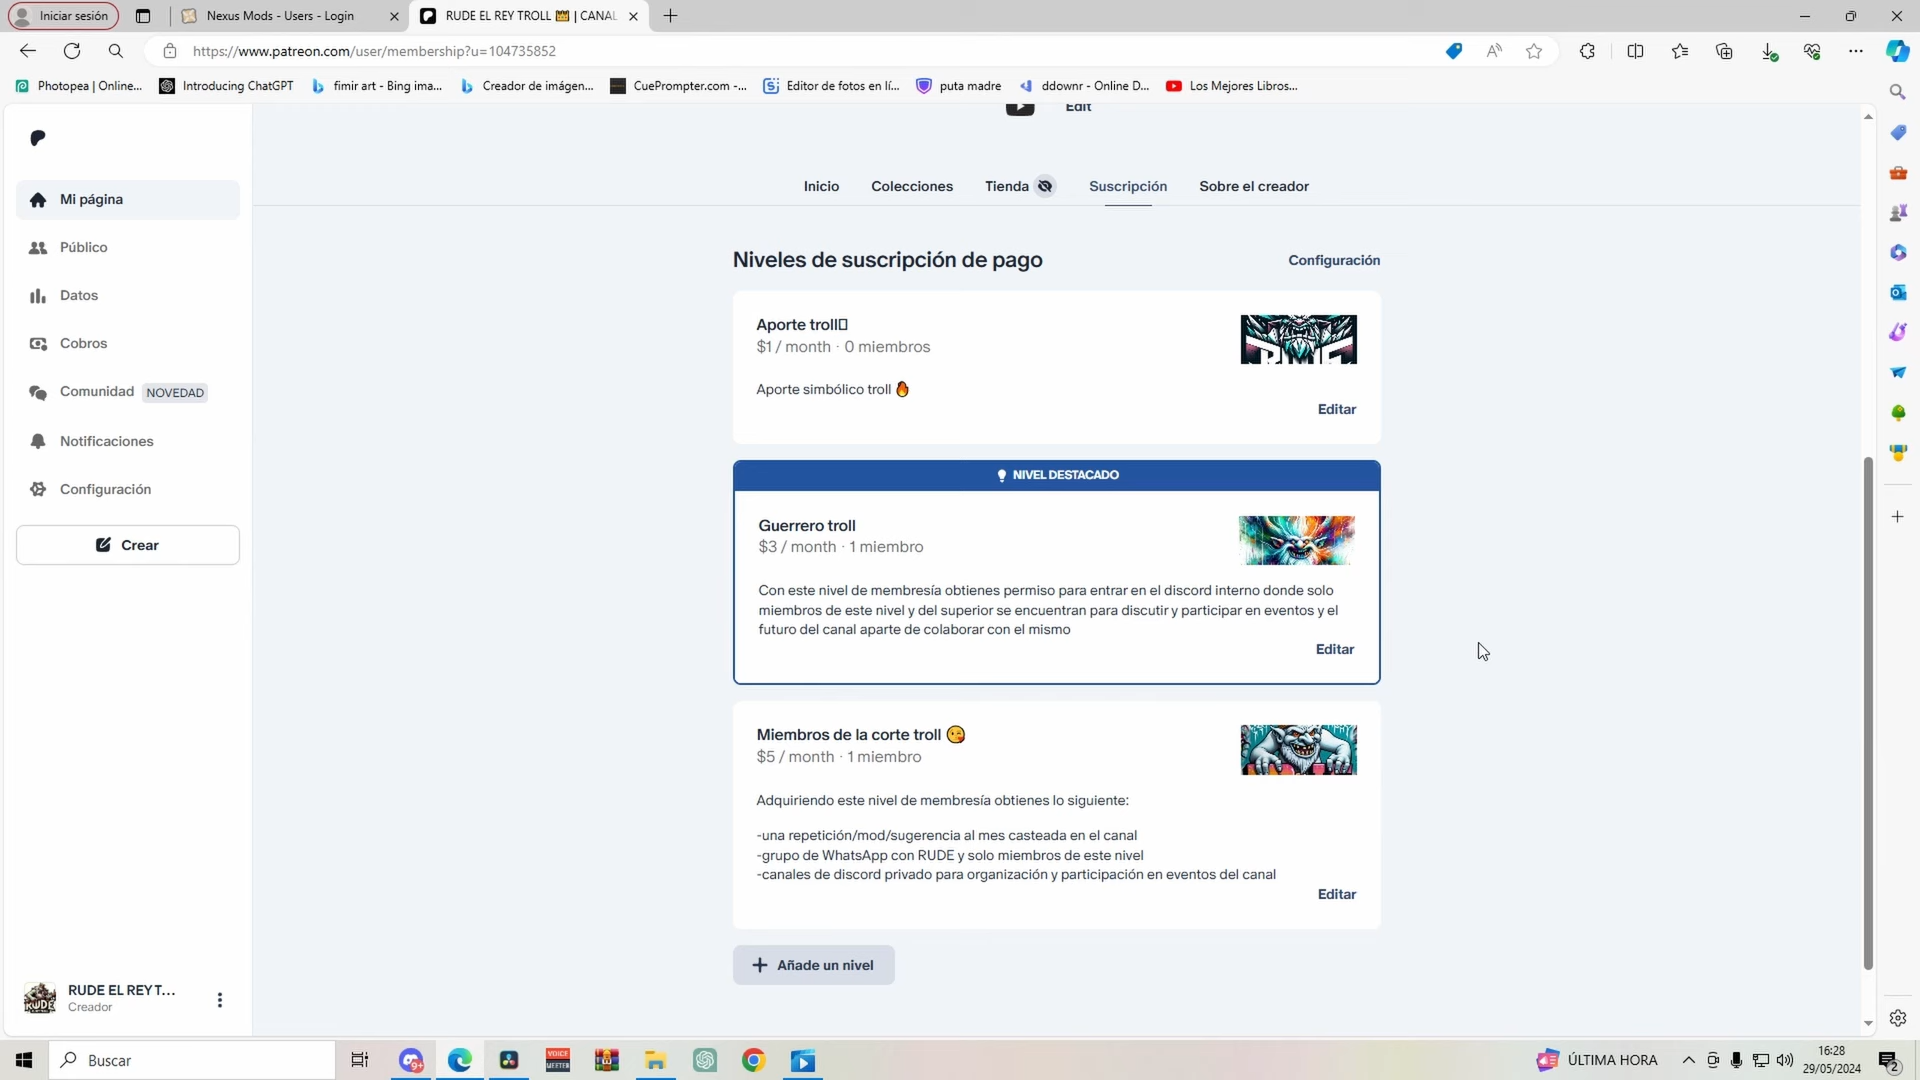 Iniciar sesión
Nexus Mods - Users - Login
RUDE EL REY TROLL 👑 | CANAL
https://www.patreon.com/user/membership?u=104735852
Photopea | Online...
Introducing ChatGPT
fimir art - Bing ima...
Creador de imágen...
CuePrompter.com -...
Editor de fotos en lí...
puta madre
ddownr - Online D...
Los Mejores Libros...
Edit
Mi página
Público
Datos
Cobros
Comunidad NOVEDAD
Notificaciones
Configuración
Crear
Inicio
Colecciones
Tienda
Suscripción
Sobre el creador
Niveles de suscripción de pago
Configuración
Aporte troll
$1 / month · 0 miembros
Aporte simbólico troll 🔥
Editar
NIVEL DESTACADO
Guerrero troll
$3 / month · 1 miembro
Con este nivel de membresía obtienes permiso para entrar en el discord interno donde solo
miembros de este nivel y del superior se encuentran para discutir y participar en eventos y el
futuro del canal aparte de colaborar con el mismo
Editar
Miembros de la corte troll 😘
$5 / month · 1 miembro
Adquiriendo este nivel de membresía obtienes lo siguiente:
-una repetición/mod/sugerencia al mes casteada en el canal
-grupo de WhatsApp con RUDE y solo miembros de este nivel
-canales de discord privado para organización y participación en eventos del canal
Editar
Añade un nivel
RUDE EL REY T...
Creador
Buscar
9+
VOICE
MEETER
ÚLTIMA HORA
16:28
29/05/2024
2